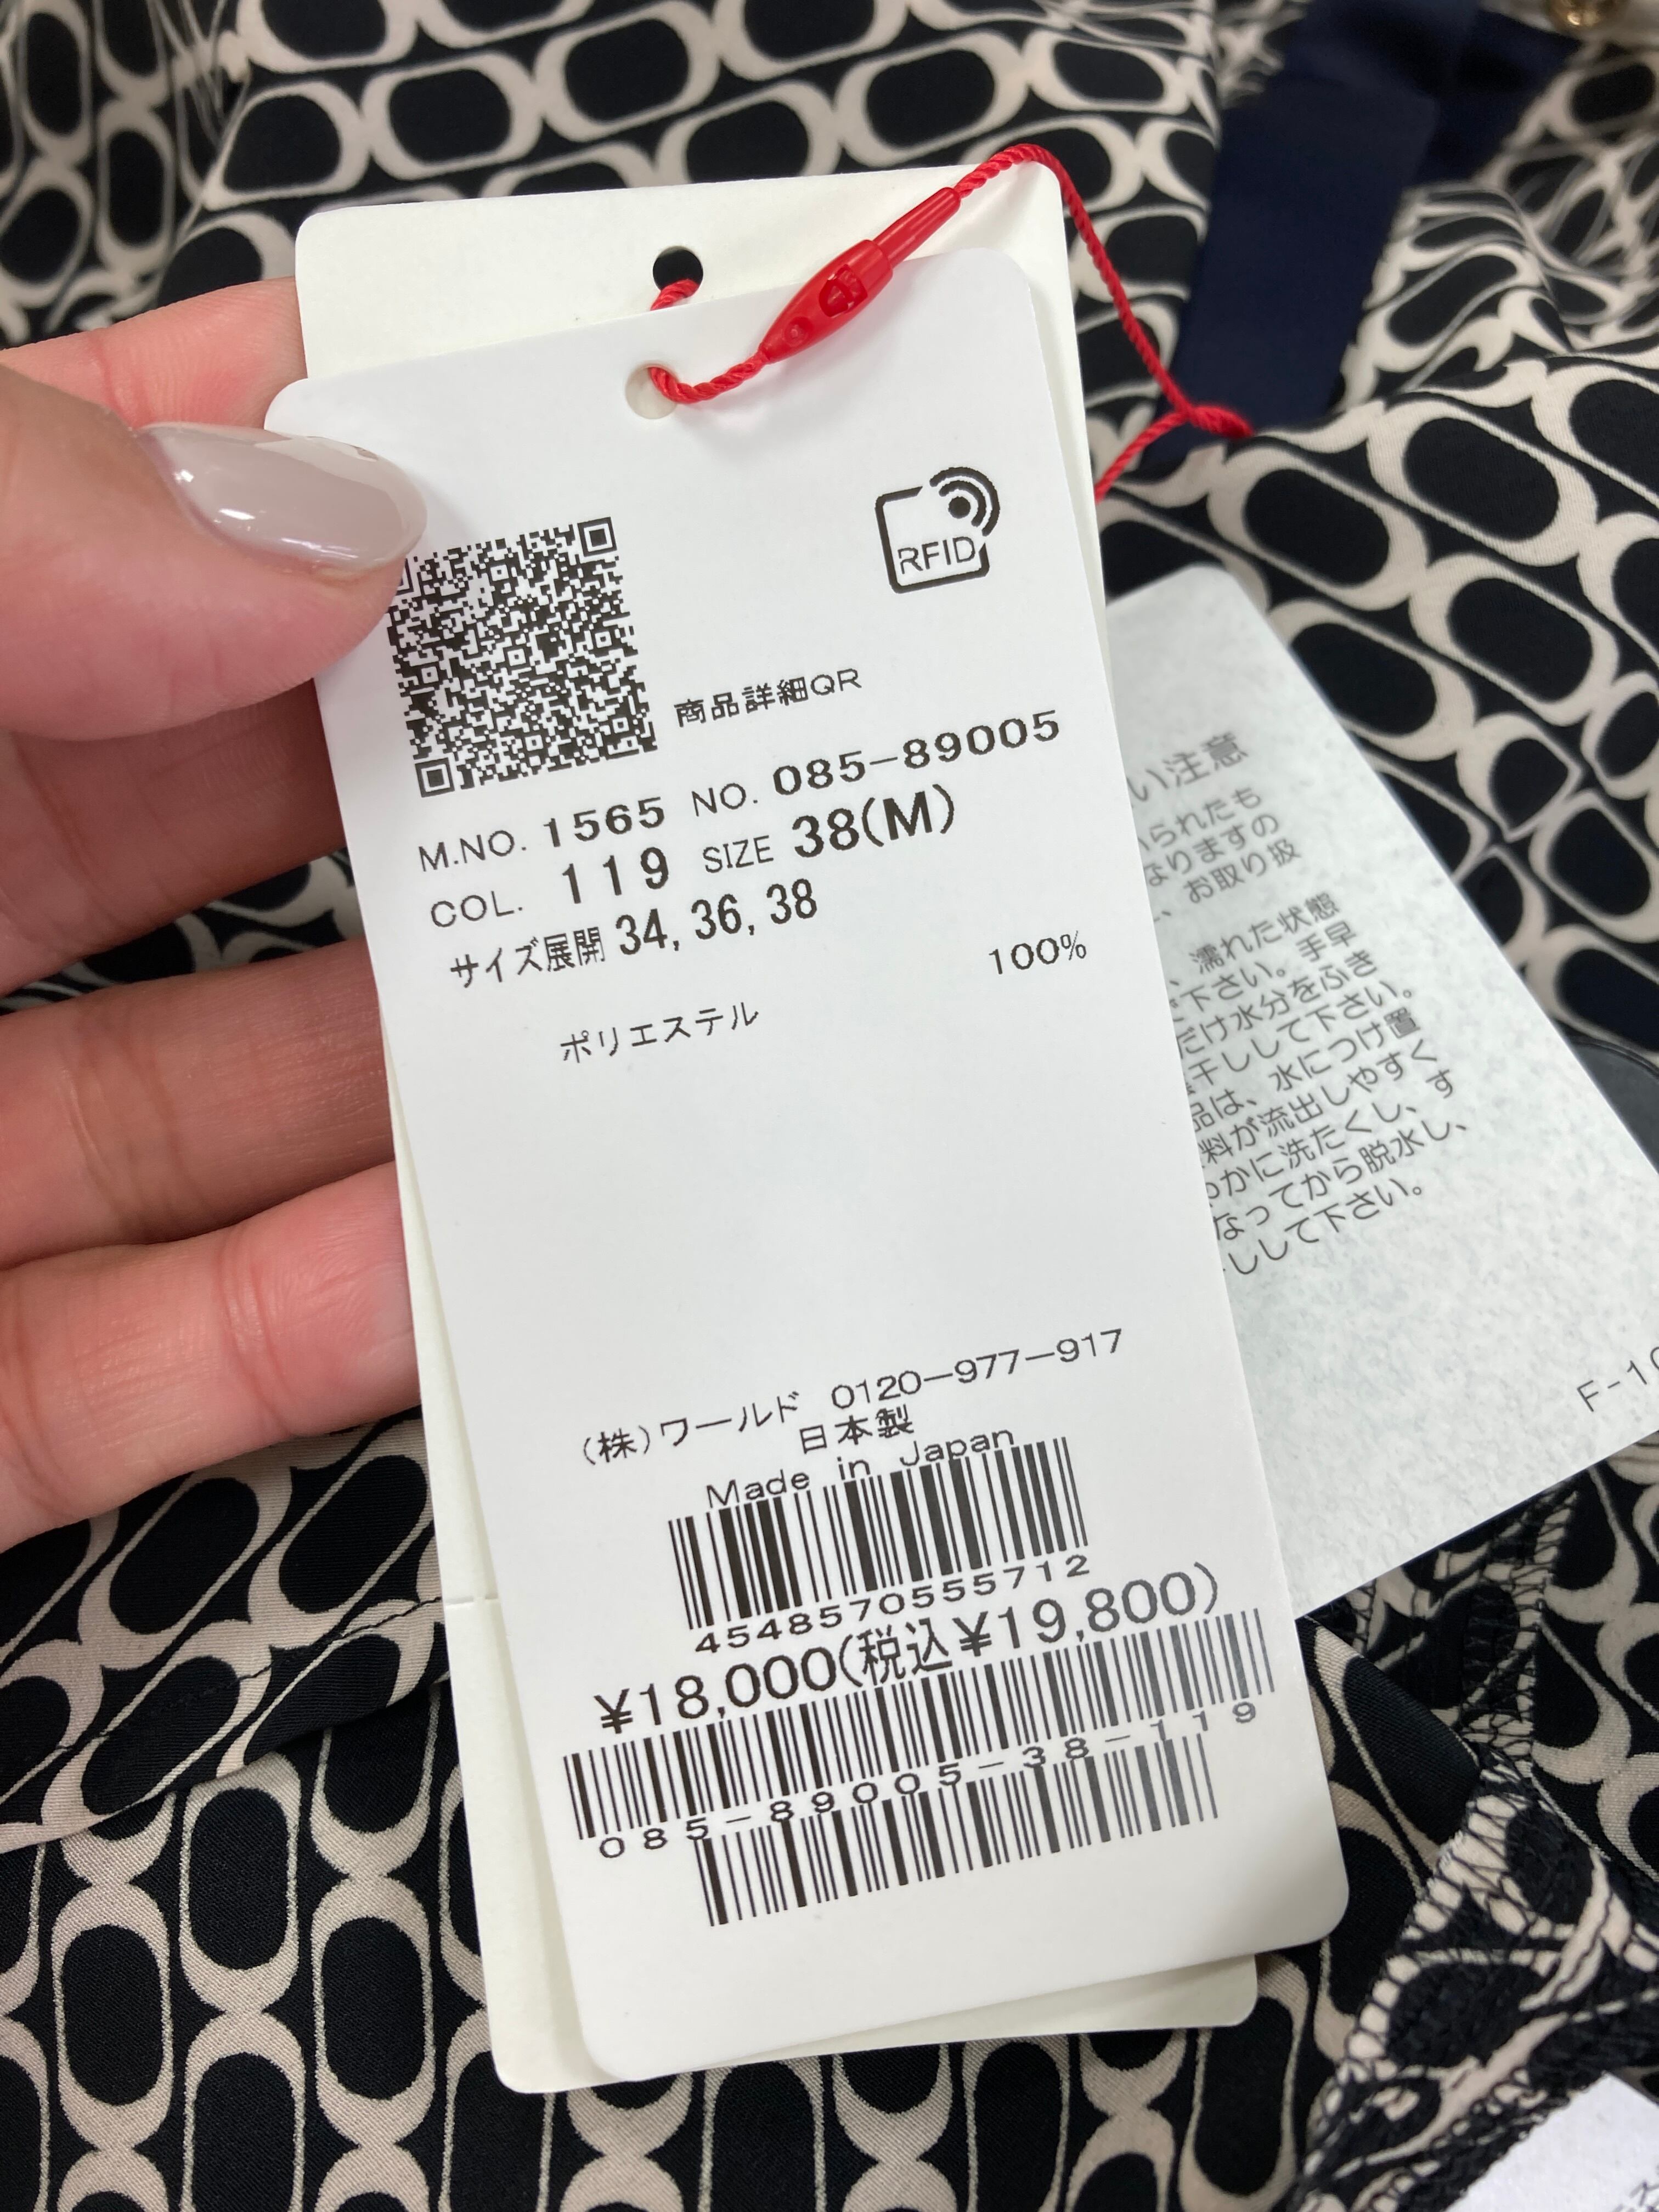 RFID
商品詳細QR
M.NO. 1565 NO. 085-89005
COL. 119 SIZE 38(M)
サイズ展開 34, 36, 38
100%
ポリエステル
(株)ワールド 0120-977-917
日本製
Made in Japan
4548570555712
¥18,000(税込¥19,800)
085-89005-38-119
い注意
られたも
なりますの
、お取り扱
、濡れた状態
下さい。手早
だけ水分をふき
干しして下さい。
品は、水につけ置
料が流出しやすく
やかに洗たくし、す
なってから脱水し、
しして下さい。
F-10